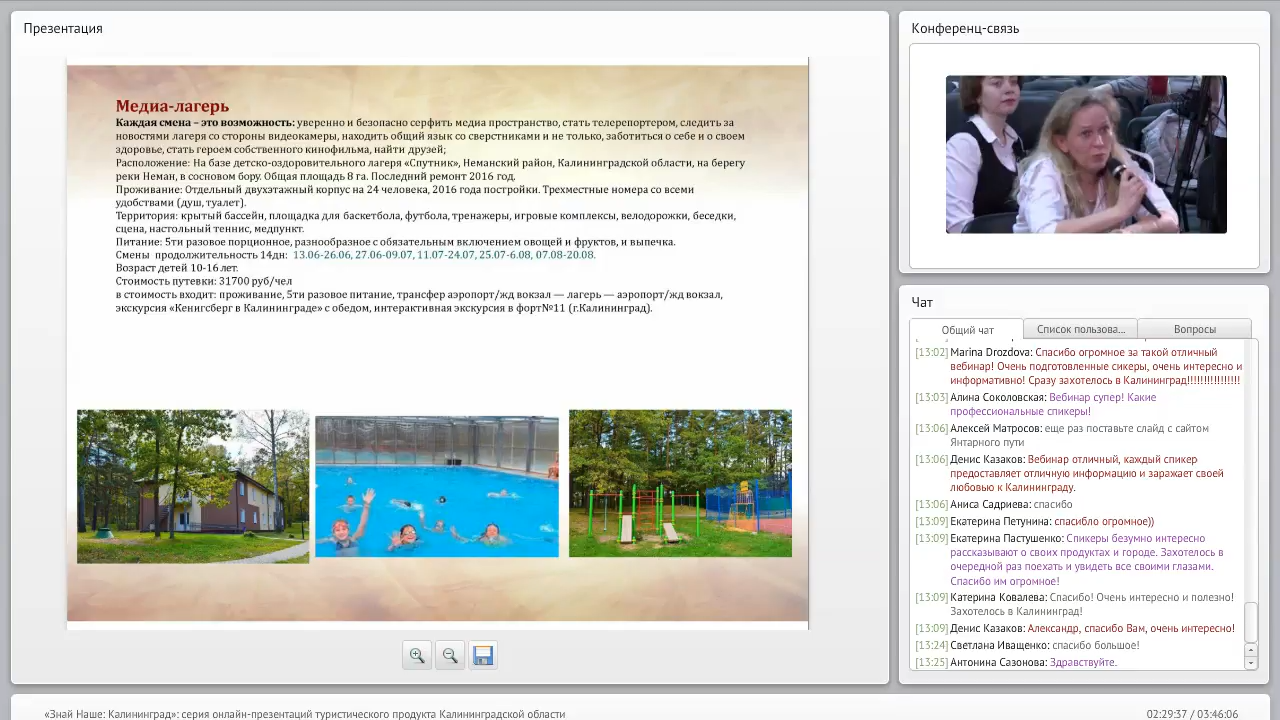 Презентация
Медиа-лагерь
Каждая смена – это возможность: уверенно и безопасно серфить медиа пространство, стать телерепортером, следить за
новостями лагеря со стороны видеокамеры, находить общий язык со сверстниками и не только, заботиться о себе и о своем
здоровье, стать героем собственного кинофильма, найти друзей;
Расположение: На базе детско-оздоровительного лагеря «Спутник», Неманский район, Калининградской области, на берегу
реки Неман, в сосновом бору. Общая площадь 8 га. Последний ремонт 2016 год.
Проживание: Отдельный двухэтажный корпус на 24 человека, 2016 года постройки. Трехместные номера со всеми
удобствами (душ, туалет).
Территория: крытый бассейн, площадка для баскетбола, футбола, тренажеры, игровые комплексы, велодорожки, беседки,
сцена, настольный теннис, медпункт.
Питание: 5ти разовое порционное, разнообразное с обязательным включением овощей и фруктов, и выпечка.
Смены продолжительность 14дн: 13.06-26.06, 27.06-09.07, 11.07-24.07, 25.07-6.08, 07.08-20.08.
Возраст детей 10-16 лет.
Стоимость путевки: 31700 руб/чел
в стоимость входит: проживание, 5ти разовое питание, трансфер аэропорт/жд вокзал — лагерь — аэропорт/жд вокзал,
экскурсия «Кенигсберг в Калининграде» с обедом, интерактивная экскурсия в форт№11 (г.Калининград).
Конференц-связь
Чат
Общий чат
Список пользова...
Вопросы
[13:02] Marina Drozdova: Спасибо огромное за такой отличный
вебинар! Очень подготовленные сикеры, очень интересно и
информативно! Сразу захотелось в Калининград!!!!!!!!!!!!!!!!
[13:03] Алина Соколовская: Вебинар супер! Какие
профессиональные спикеры!
[13:06] Алексей Матросов: еще раз поставьте слайд с сайтом
Янтарного пути
[13:06] Денис Казаков: Вебинар отличный, каждый спикер
предоставляет отличную информацию и заражает своей
любовью к Калининграду.
[13:06] Аниса Садриева: спасибо
[13:09] Екатерина Петунина: спасибло огромное))
[13:09] Екатерина Пастушенко: Спикеры безумно интересно
рассказывают о своих продуктах и городе. Захотелось в
очередной раз поехать и увидеть все своими глазами.
Спасибо им огромное!
[13:09] Катерина Ковалева: Спасибо! Очень интересно и полезно!
Захотелось в Калининград!
[13:09] Денис Казаков: Александр, спасибо Вам, очень интересно!
[13:24] Светлана Иващенко: спасибо большое!
[13:25] Антонина Сазонова: Здравствуйте.
«Знай Наше: Калининград»: серия онлайн-презентаций туристического продукта Калининградской области
02:29:37 / 03:46:06